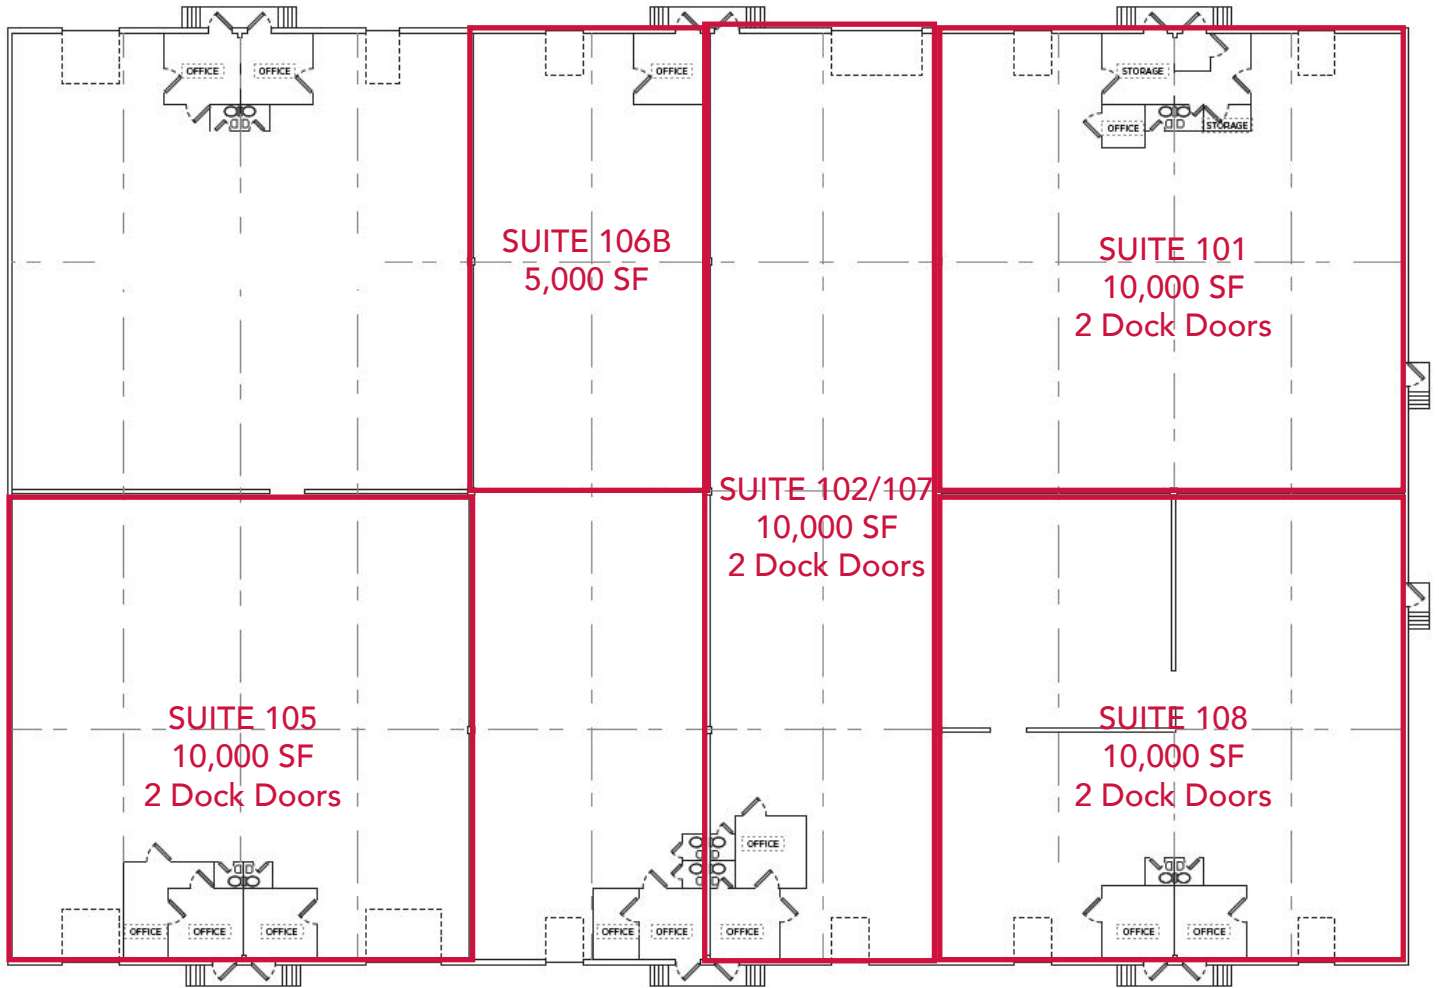 OFFICE OFFICE
OFFICE
STORAGE
OFFICE
STORAGE
SUITE 106B
5,000 SF
SUITE 101
10,000 SF
2 Dock Doors
SUITE 102/107
10,000 SF
2 Dock Doors
SUITE 105
10,000 SF
2 Dock Doors
SUITE 108
10,000 SF
2 Dock Doors
OFFICE
OFFICE OFFICE OFFICE
OFFICE OFFICE OFFICE
OFFICE OFFICE